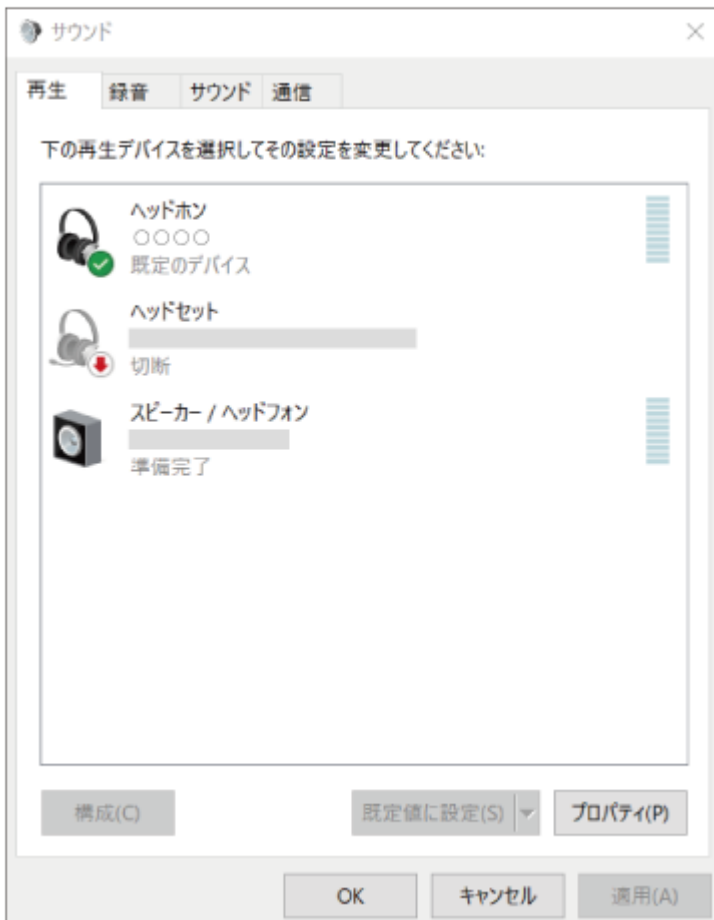 サウンド
再生
録音
サウンド
通信
下の再生デバイスを選択してその設定を変更してください:
ヘッドホン
○○○○
既定のデバイス
ヘッドセット
切断
スピーカー / ヘッドフォン
準備完了
構成(C)
既定値に設定(S)
プロパティ(P)
OK
キャンセル
適用(A)